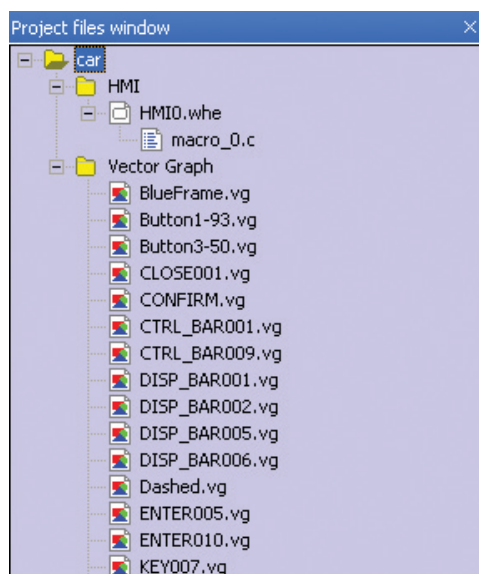 Project files window
car
HMI
HMI0.whe
macro_0.c
Vector Graph
BlueFrame.vg
Button1-93.vg
Button3-50.vg
CLOSE001.vg
CONFIRM.vg
CTRL_BAR001.vg
CTRL_BAR009.vg
DISP_BAR001.vg
DISP_BAR002.vg
DISP_BAR005.vg
DISP_BAR006.vg
Dashed.vg
ENTER005.vg
ENTER010.vg
KEY007.vg